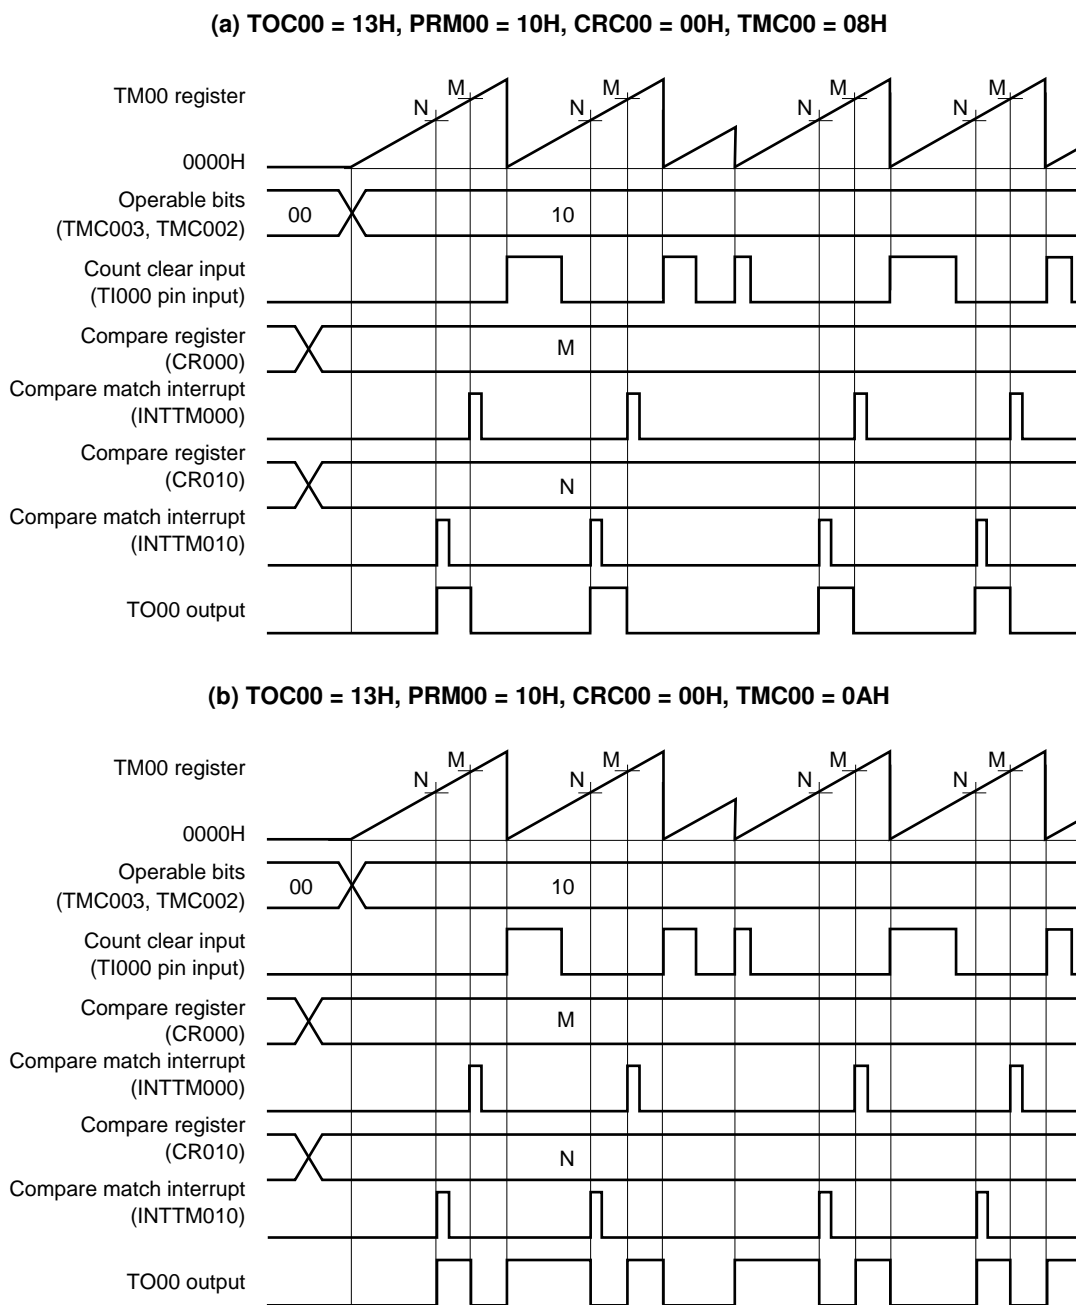 (a) TOC00 = 13H, PRM00 = 10H, CRC00 = 00H, TMC00 = 08H
M M M M
TM00 register
N N N N
0000H
Operable bits
(TMC003, TMC002)
00 10
Count clear input
(TI000 pin input)
Compare register
(CR000)
M
Compare match interrupt
(INTTM000)
Compare register
(CR010)
N
Compare match interrupt
(INTTM010)
TO00 output
(b) TOC00 = 13H, PRM00 = 10H, CRC00 = 00H, TMC00 = 0AH
M M M M
TM00 register
N N N N
0000H
Operable bits
(TMC003, TMC002)
00 10
Count clear input
(TI000 pin input)
Compare register
(CR000)
M
Compare match interrupt
(INTTM000)
Compare register
(CR010)
N
Compare match interrupt
(INTTM010)
TO00 output